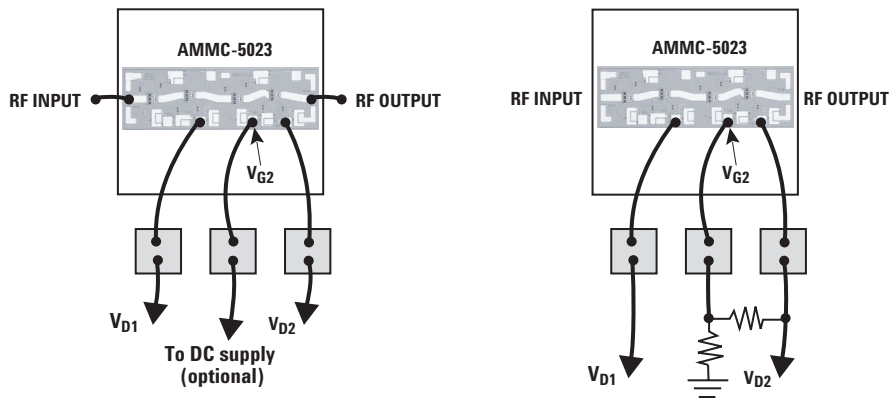 AMMC-5023
RF INPUT
RF OUTPUT
VG2
VD1
VD2
To DC supply
(optional)
AMMC-5023
RF INPUT
RF OUTPUT
VG2
VD1
VD2